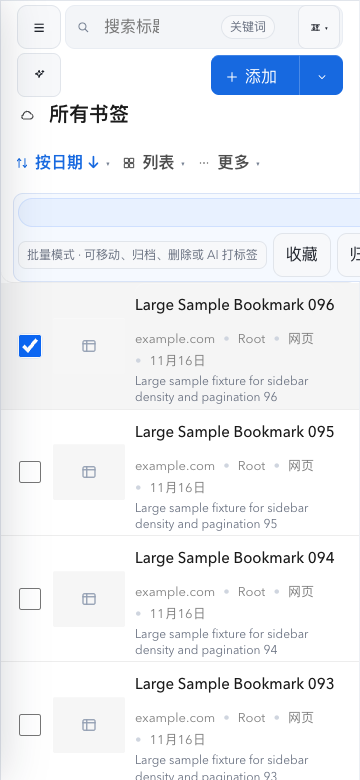 搜索标题
关键词
添加
所有书签
按日期
列表
更多
批量模式 · 可移动、归档、删除或 AI 打标签
收藏
Large Sample Bookmark 096
example.com • Root • 网页
• 11月16日
Large sample fixture for sidebar
density and pagination 96
Large Sample Bookmark 095
example.com • Root • 网页
• 11月16日
Large sample fixture for sidebar
density and pagination 95
Large Sample Bookmark 094
example.com • Root • 网页
• 11月16日
Large sample fixture for sidebar
density and pagination 94
Large Sample Bookmark 093
example.com • Root • 网页
• 11月16日
Large sample fixture for sidebar
density and pagination 93